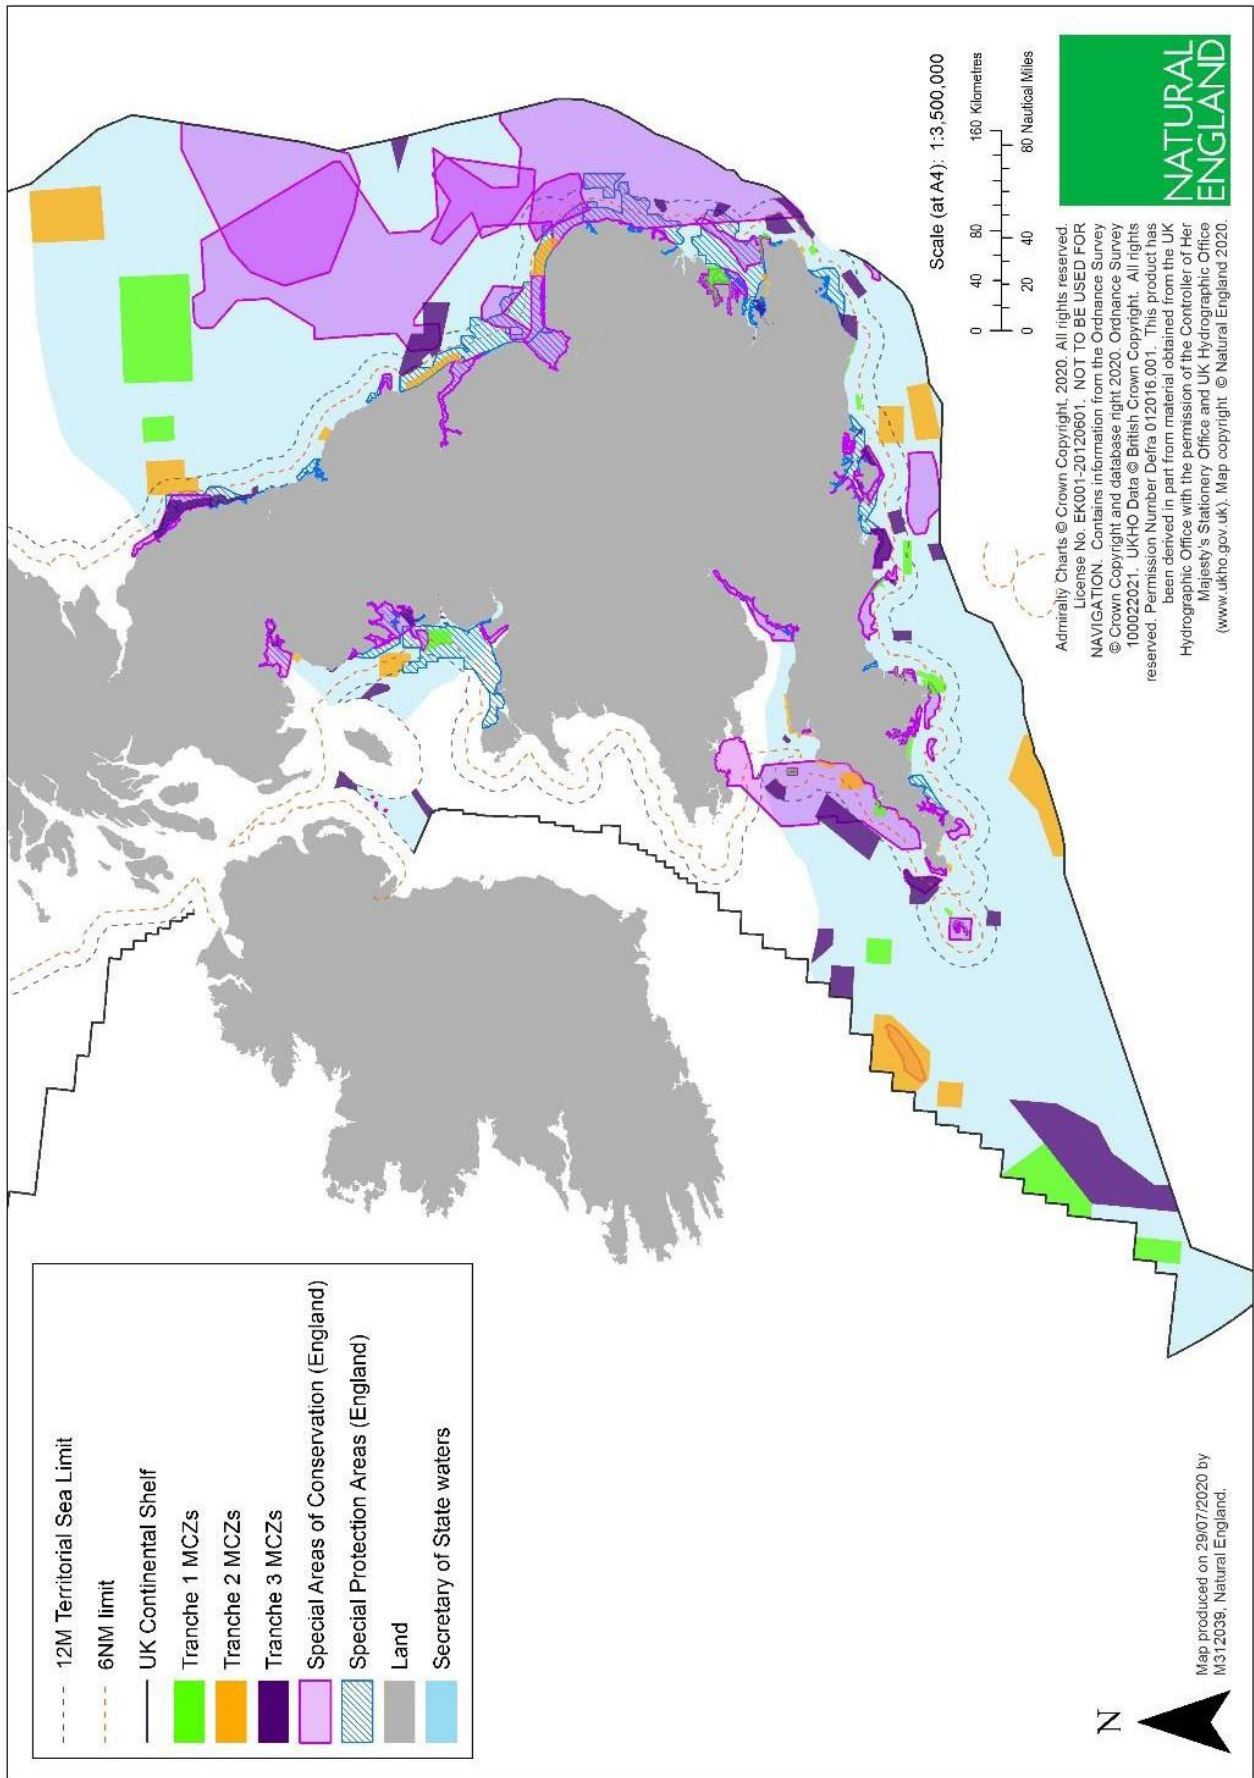 12M Territorial Sea Limit
6NM limit
UK Continental Shelf
Tranche 1 MCZs
Tranche 2 MCZs
Tranche 3 MCZs
Special Areas of Conservation (England)
Special Protection Areas (England)
Land
Secretary of State waters
N
Map produced on 29/07/2020 by
M312039, Natural England.
Scale (at A4): 1:3,500,000
0 40 80 160 Kilometres
0 20 40 80 Nautical Miles
Admiralty Charts © Crown Copyright, 2020. All rights reserved.
License No. EK001-20120601. NOT TO BE USED FOR
NAVIGATION. Contains information from the Ordnance Survey
© Crown Copyright and database right 2020. Ordnance Survey
100022021. UKHO Data © British Crown Copyright. All rights
reserved. Permission Number Defra 012016.001. This product has
been derived in part from material obtained from the UK
Hydrographic Office with the permission of the Controller of Her
Majesty's Stationery Office and UK Hydrographic Office
(www.ukho.gov.uk). Map copyright © Natural England 2020.
NATURAL
ENGLAND